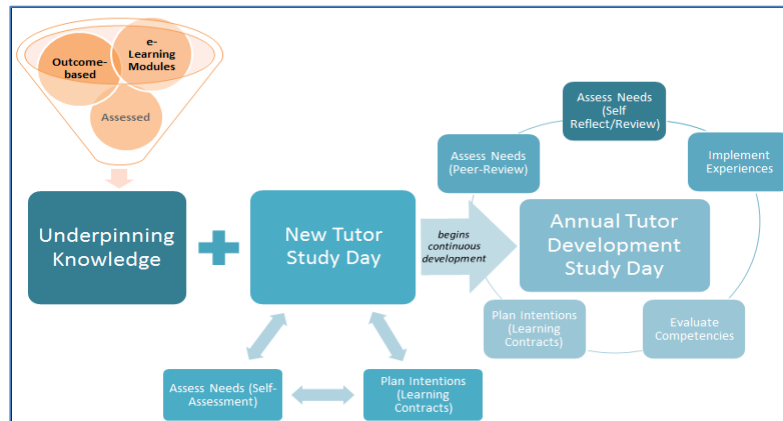 e-
Learning
Modules
Outcome-
based
Assessed
Underpinning
Knowledge
New Tutor
Study Day
begins
continuous
development
Annual Tutor
Development
Study Day
Assess Needs
(Self
Reflect/Review)
Implement
Experiences
Evaluate
Competencies
Plan Intentions
(Learning
Contracts)
Assess Needs
(Peer-Review)
Assess Needs (Self-
Assessment)
Plan Intentions
(Learning
Contracts)